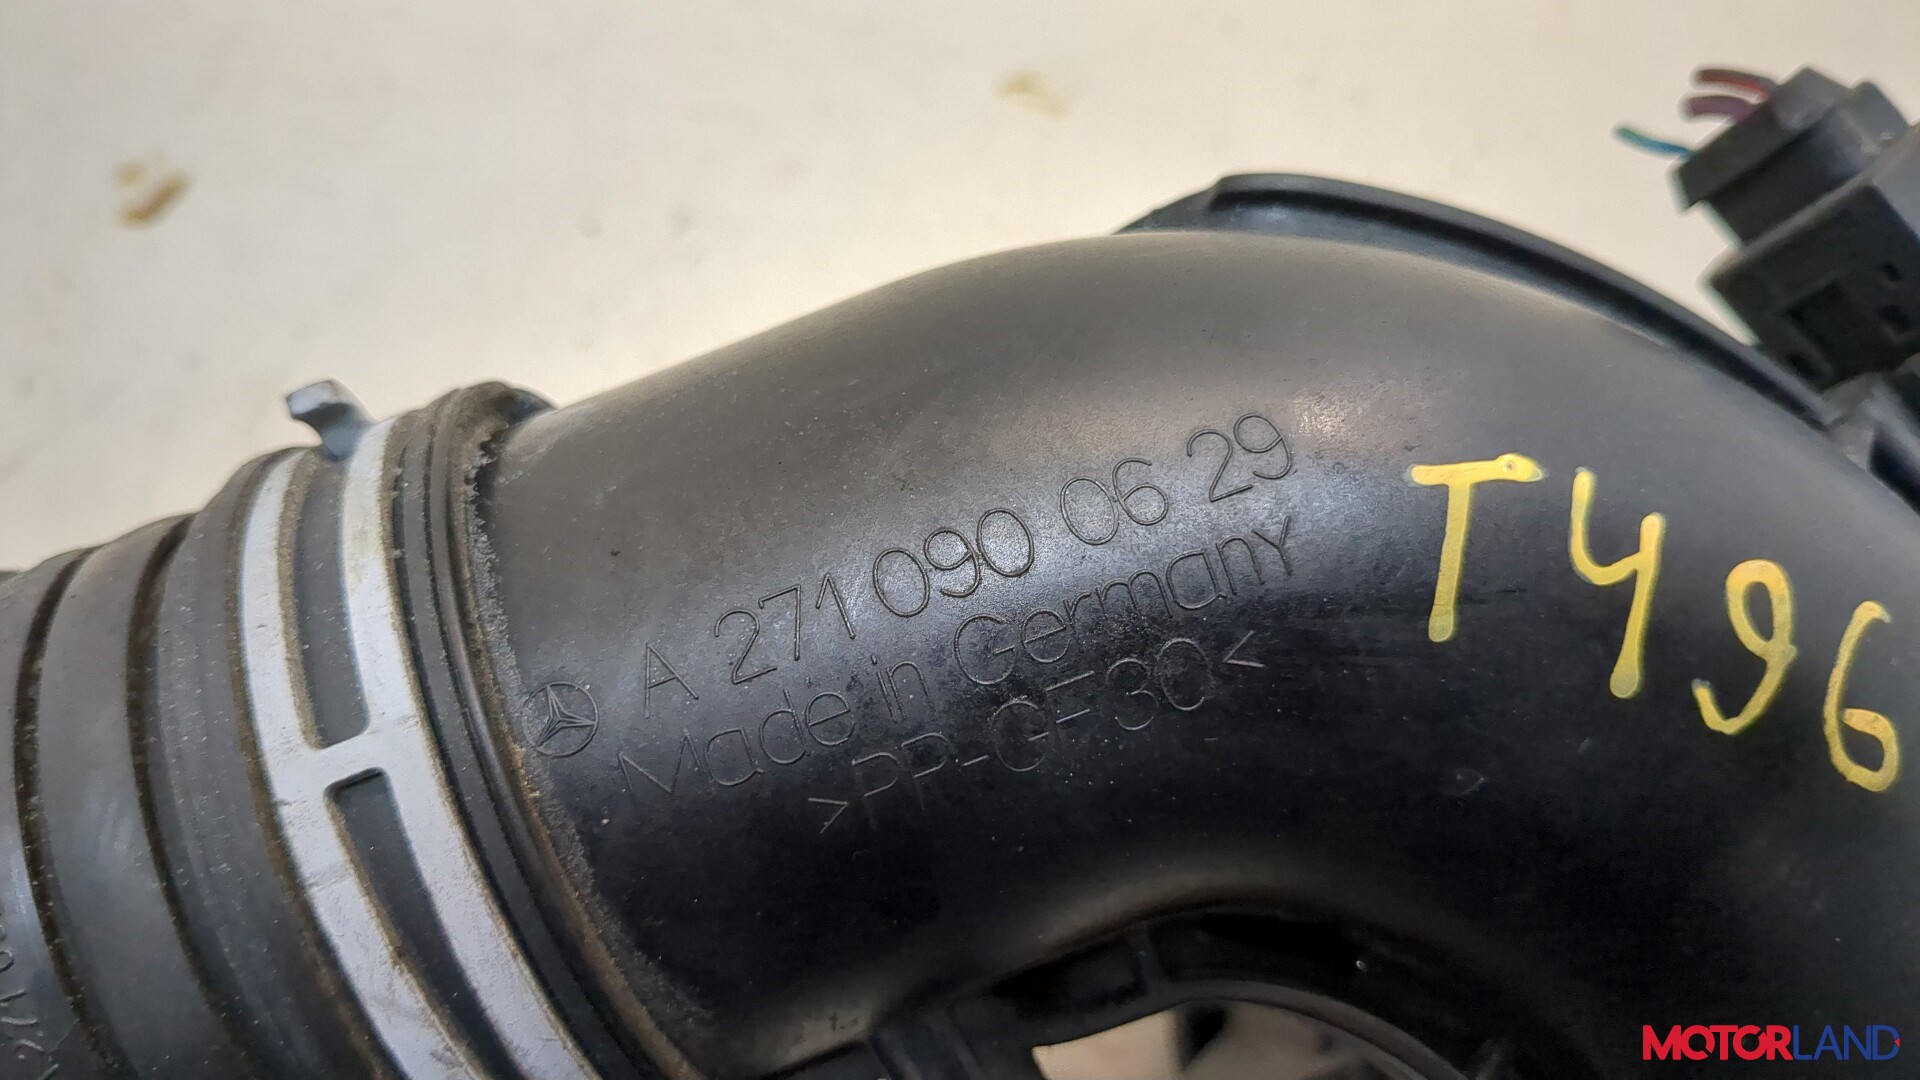 A 271 090 06 29
Made in Germany
>PP-GF30<
T496
MOTORLAND